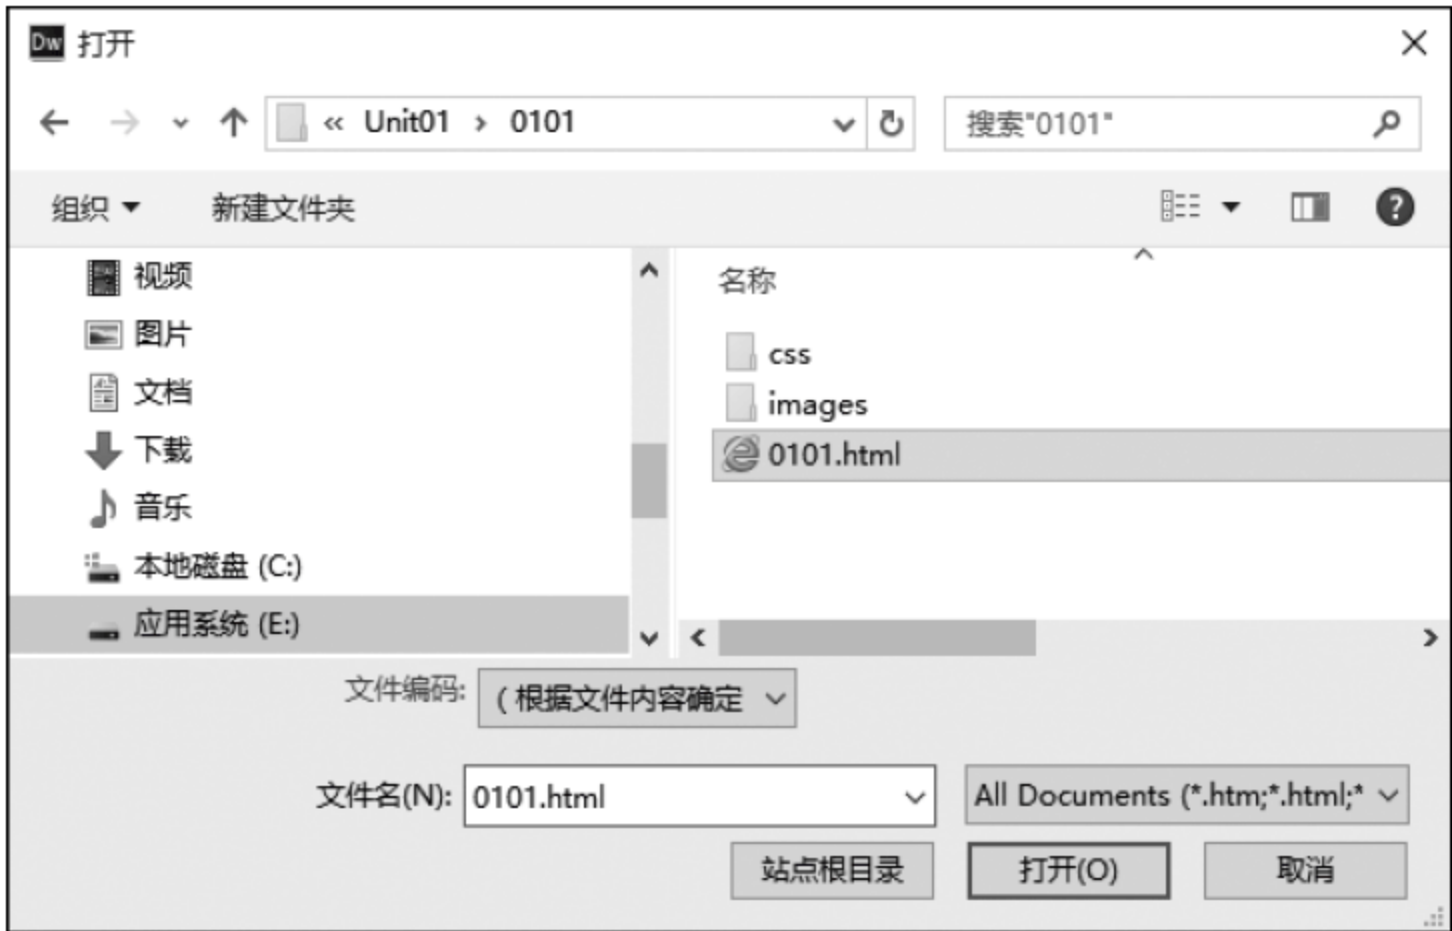 Dw 打开
« Unit01 > 0101
搜索"0101"
组织 新建文件夹
视频
图片
文档
下载
音乐
本地磁盘 (C:)
应用系统 (E:)
名称
css
images
0101.html
文件编码: (根据文件内容确定
文件名(N): 0101.html
All Documents (*.htm;*.html;*
站点根目录 打开(O) 取消